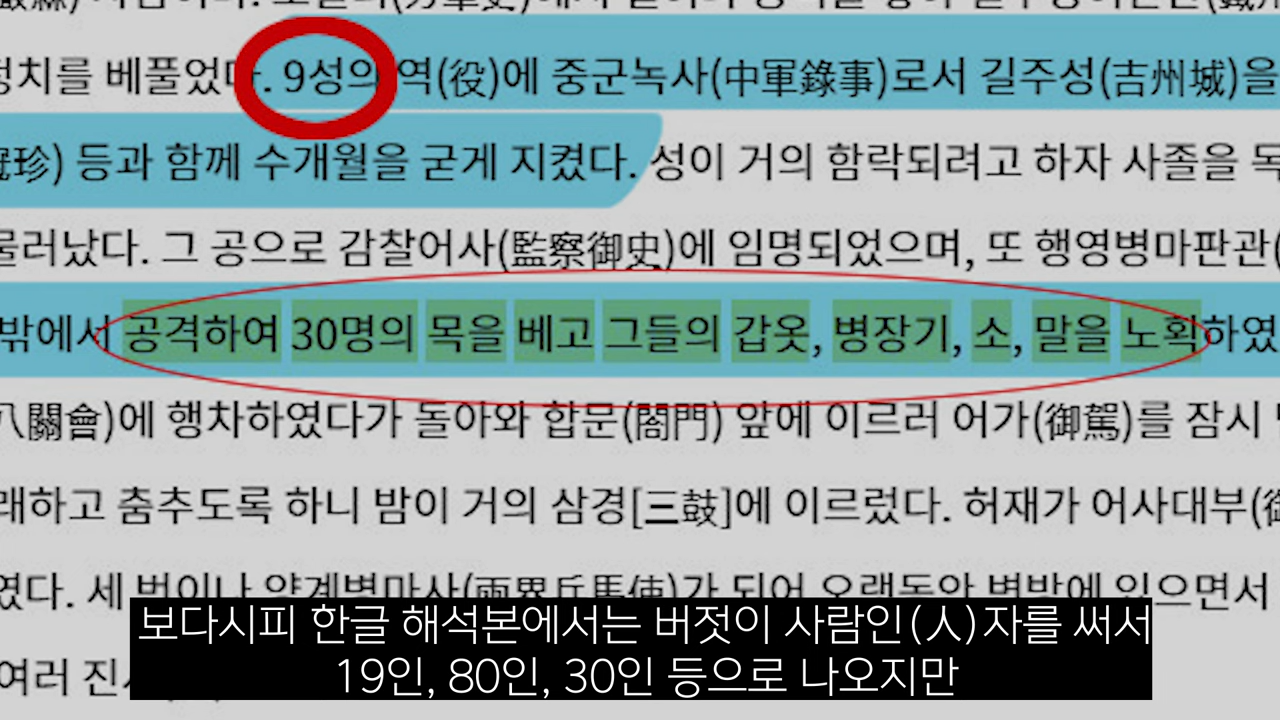 정치를 베풀었다. 9성의 역(役)에 중군녹사(中軍錄事)로서 길주성(吉州城)을
珍) 등과 함께 수개월을 굳게 지켰다. 성이 거의 함락되려고 하자 사졸을 독
물러났다. 그 공으로 감찰어사(監察御史)에 임명되었으며, 또 행영병마판관(
밖에서 공격하여 30명의 목을 베고 그들의 갑옷, 병장기, 소, 말을 노획하였
八關會)에 행차하였다가 돌아와 합문(閤門) 앞에 이르러 어가(御駕)를 잠시
래하고 춤추도록 하니 밤이 거의 삼경[三鼓]에 이르렀다. 허재가 어사대부(
였다. 세 번이나 양계병마사(兩界兵馬使)가 되어 오랫동안 변방에 있으면서
여러 진
보다시피 한글 해석본에서는 버젓이 사람인(人)자를 써서
19인, 80인, 30인 등으로 나오지만